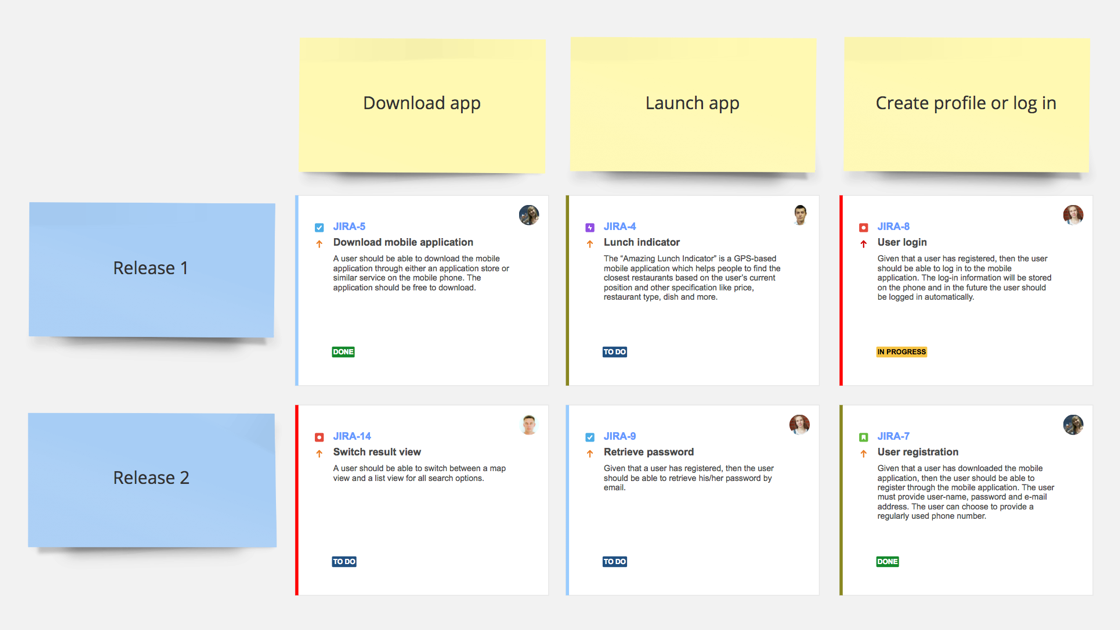 Download app
Launch app
Create profile or log in
Release 1
JIRA-5
Download mobile application
A user should be able to download the mobile
application through either an application store or
similar service on the mobile phone. The
application should be free to download.
DONE
JIRA-4
Lunch indicator
The "Amazing Lunch Indicator" is a GPS-based
mobile application which helps people to find the
closest restaurants based on the user's current
position and other specification like price,
restaurant type, dish and more.
TO DO
JIRA-8
User login
Given that a user has registered, then the user
should be able to log in to the mobile
application. The log-in information will be stored
on the phone and in the future the user should
be logged in automatically.
IN PROGRESS
Release 2
JIRA-14
Switch result view
A user should be able to switch between a map
view and a list view for all search options.
TO DO
JIRA-9
Retrieve password
Given that a user has registered, then the user
should be able to retrieve his/her password by
email.
TO DO
JIRA-7
User registration
Given that a user has downloaded the mobile
application, then the user should be able to
register through the mobile application. The user
must provide user-name, password and e-mail
address. The user can choose to provide a
regularly used phone number.
DONE